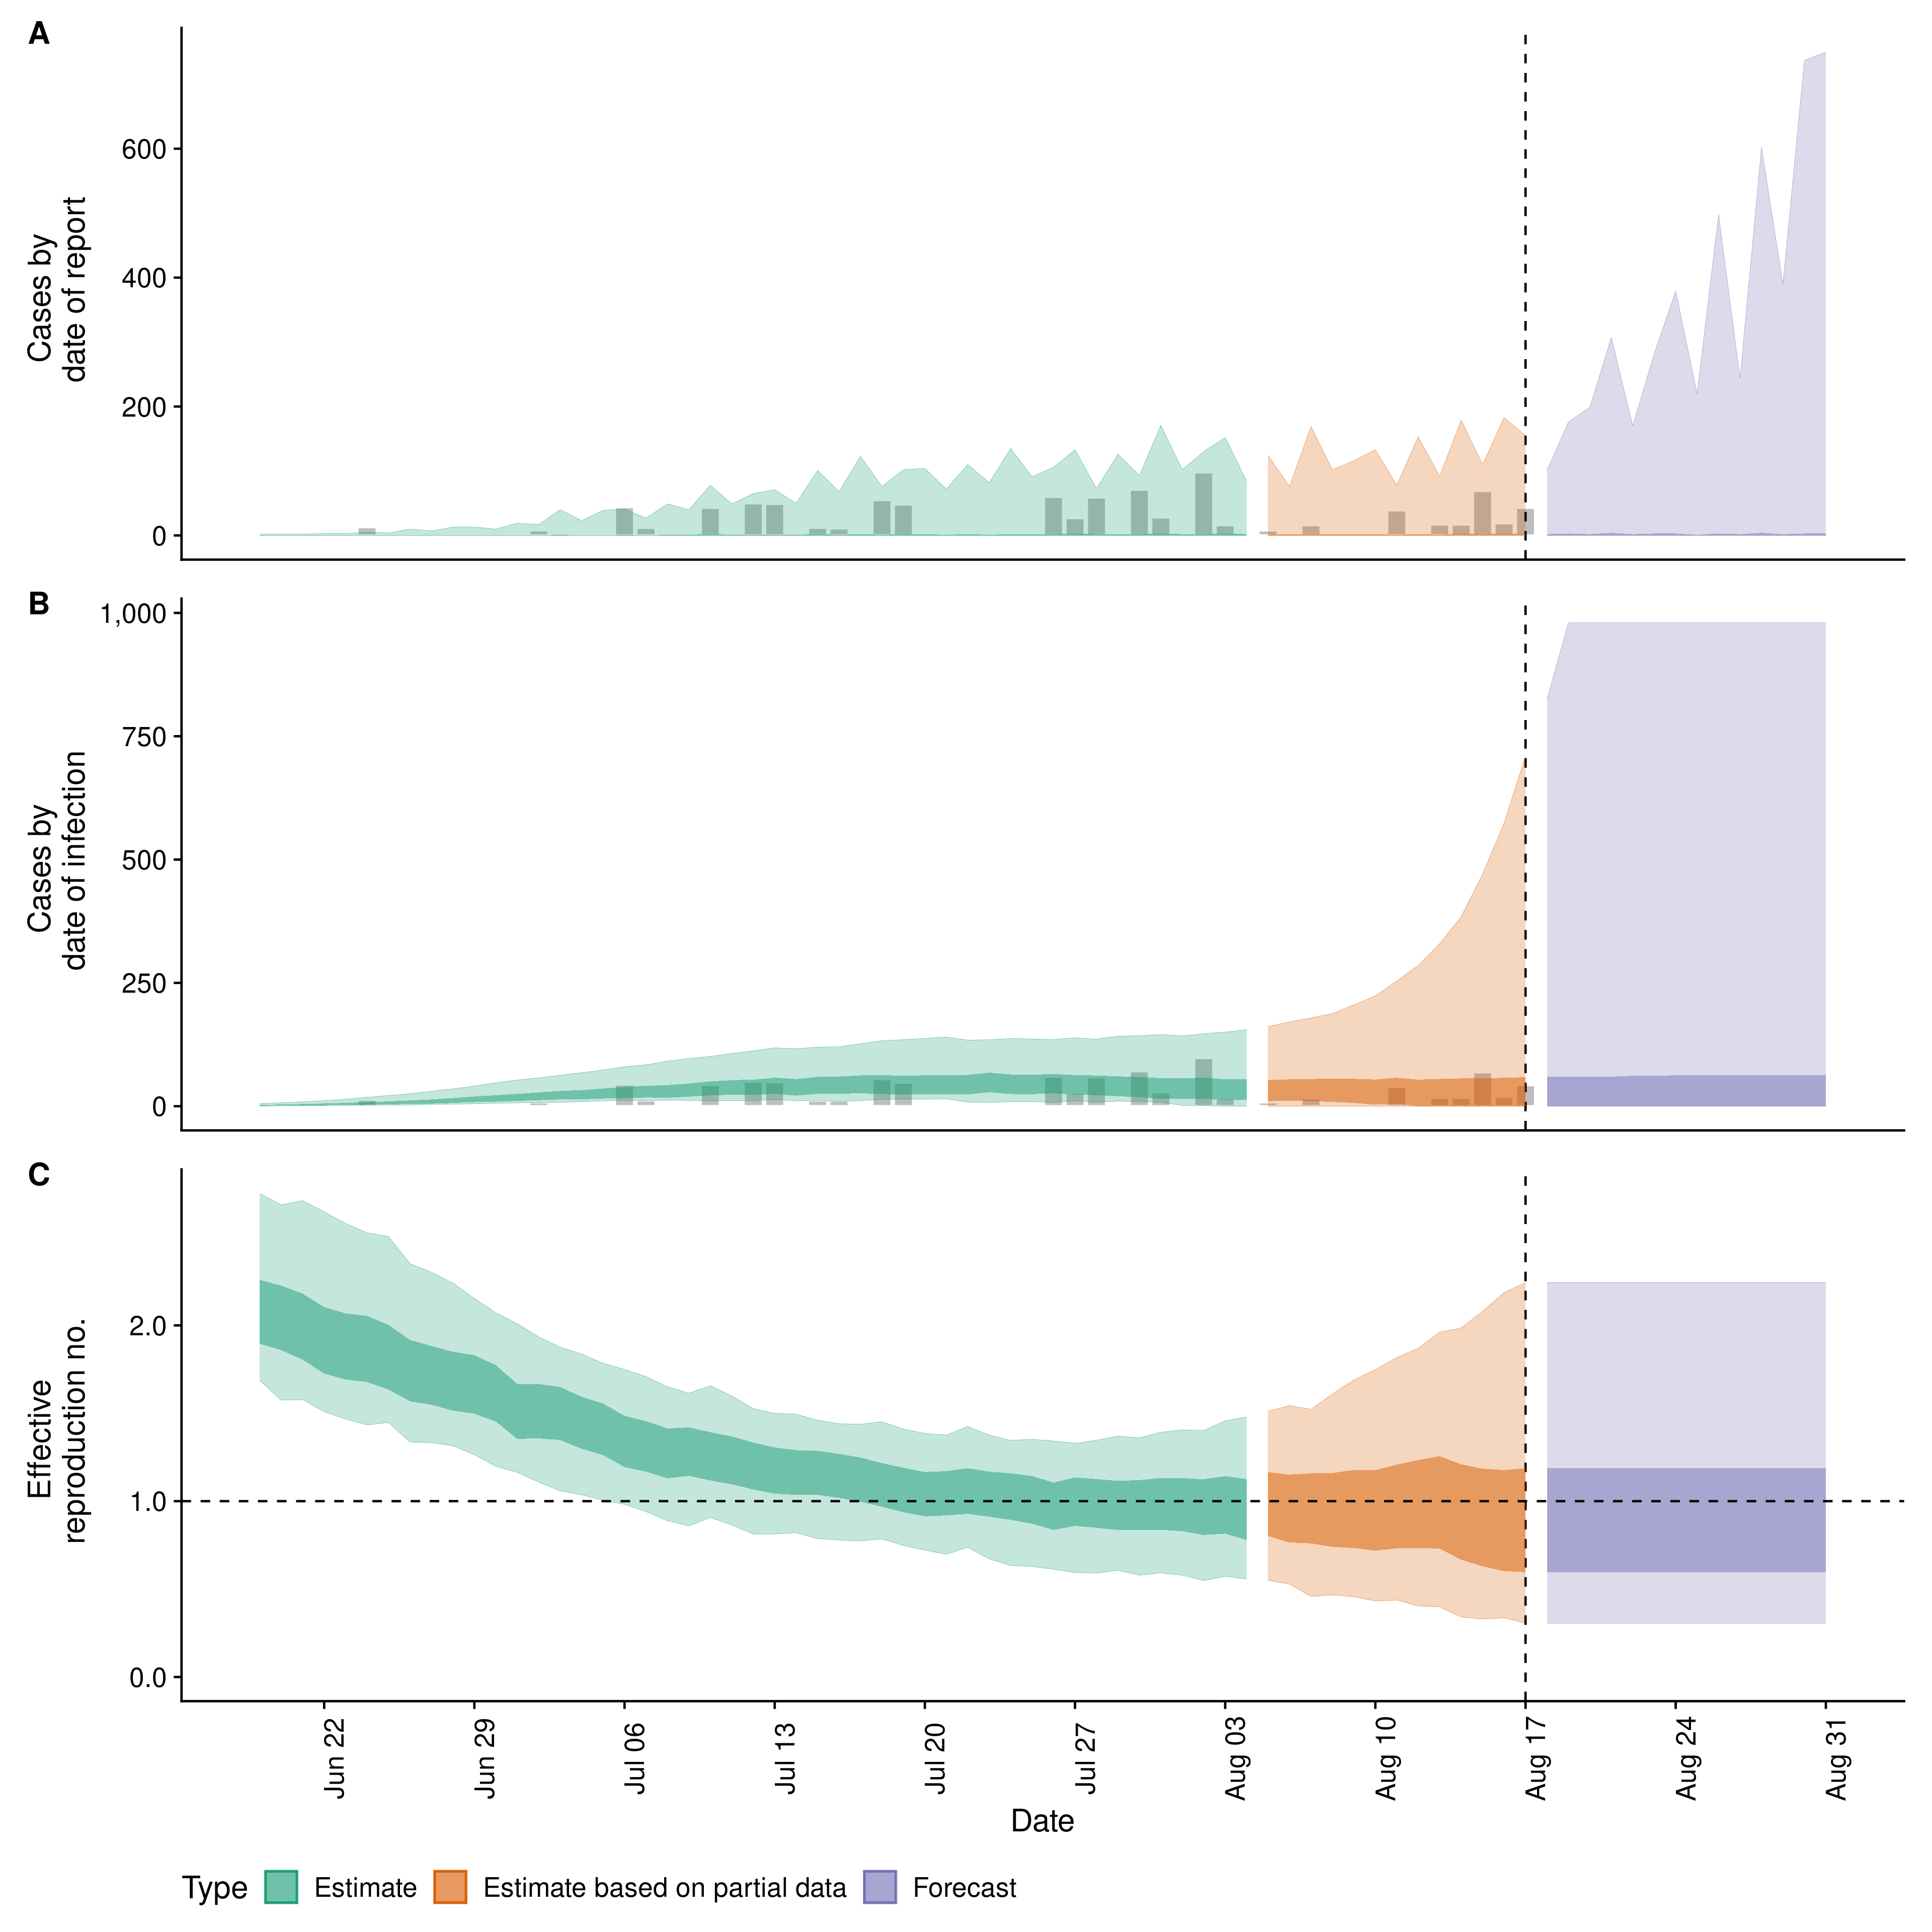 A
Cases by
date of report
600
400
200
0
B
Cases by
date of infection
1,000
750
500
250
0
C
Effective
reproduction no.
2.0
1.0
0.0
Jun 22
Jun 29
Jul 06
Jul 13
Jul 20
Jul 27
Aug 03
Aug 10
Aug 17
Aug 24
Aug 31
Date
Type Estimate Estimate based on partial data Forecast